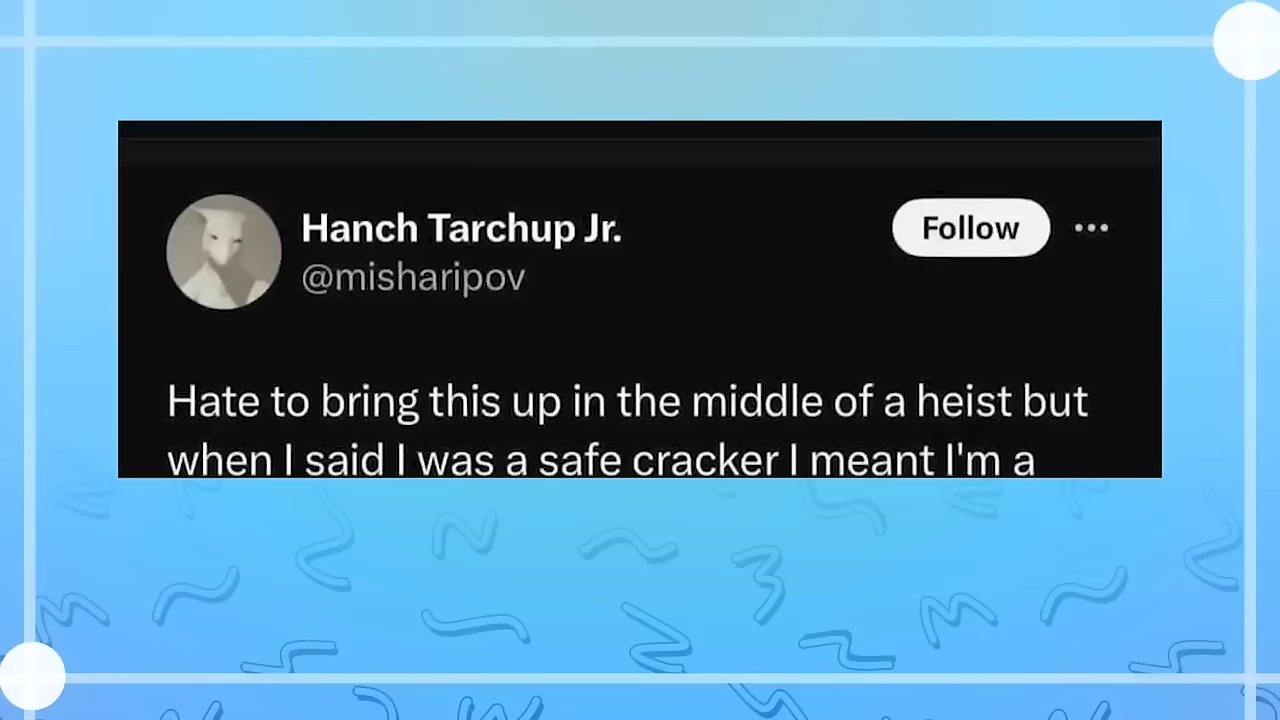 Hanch Tarchup Jr.
Follow
@misharipov
Hate to bring this up in the middle of a heist but
when I said I was a safe cracker I meant I'm a